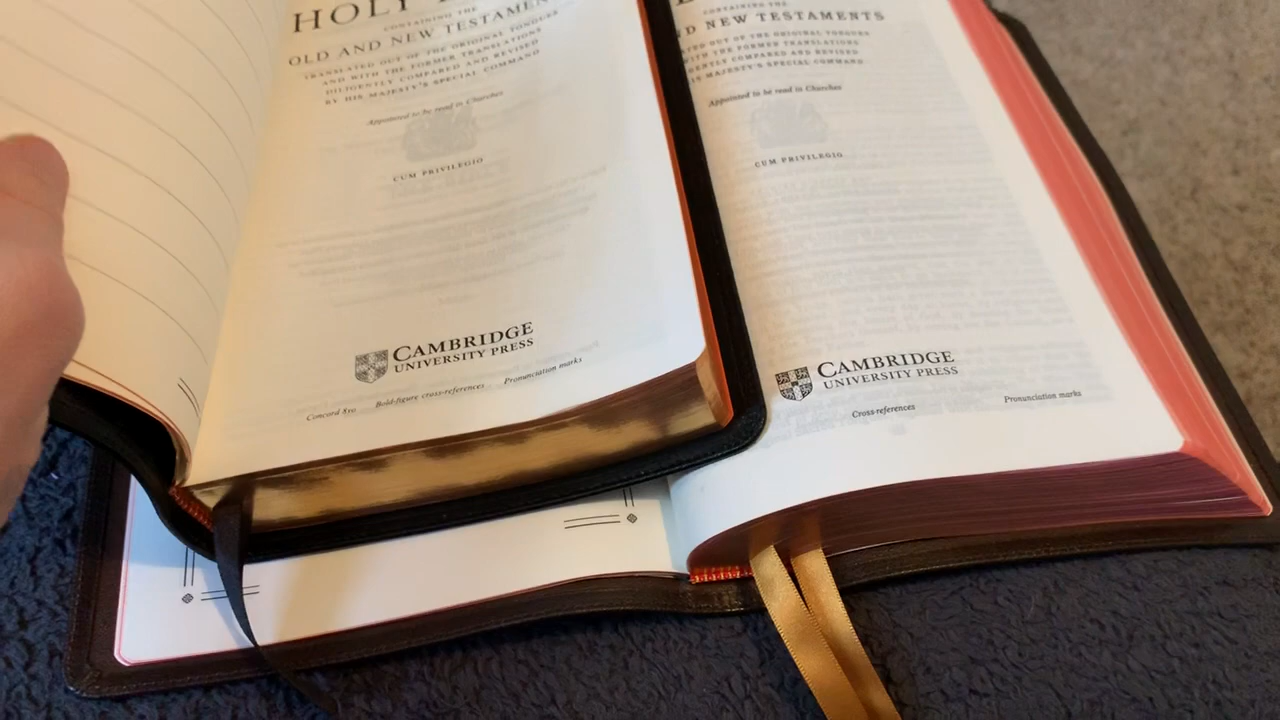 HOLY
CONTAINING THE
OLD AND NEW TESTAMENTS
TRANSLATED OUT OF THE ORIGINAL TONGUES
AND WITH THE FORMER TRANSLATIONS
DILIGENTLY COMPARED AND REVISED
BY HIS MAJESTY'S SPECIAL COMMAND
Appointed to be read in Churches
CUM PRIVILEGIO
CAMBRIDGE
UNIVERSITY PRESS
Concord 8vo Bold-figure cross-references Pronunciation marks
CONTAINING THE
ND NEW TESTAMENTS
TED OUT OF THE ORIGINAL TONGUES
WITH THE FORMER TRANSLATIONS
GENTLY COMPARED AND REVISED
IS MAJESTY'S SPECIAL COMMAND
Appointed to be read in Churches
CUM PRIVILEGIO
CAMBRIDGE
UNIVERSITY PRESS
Cross-references Pronunciation marks